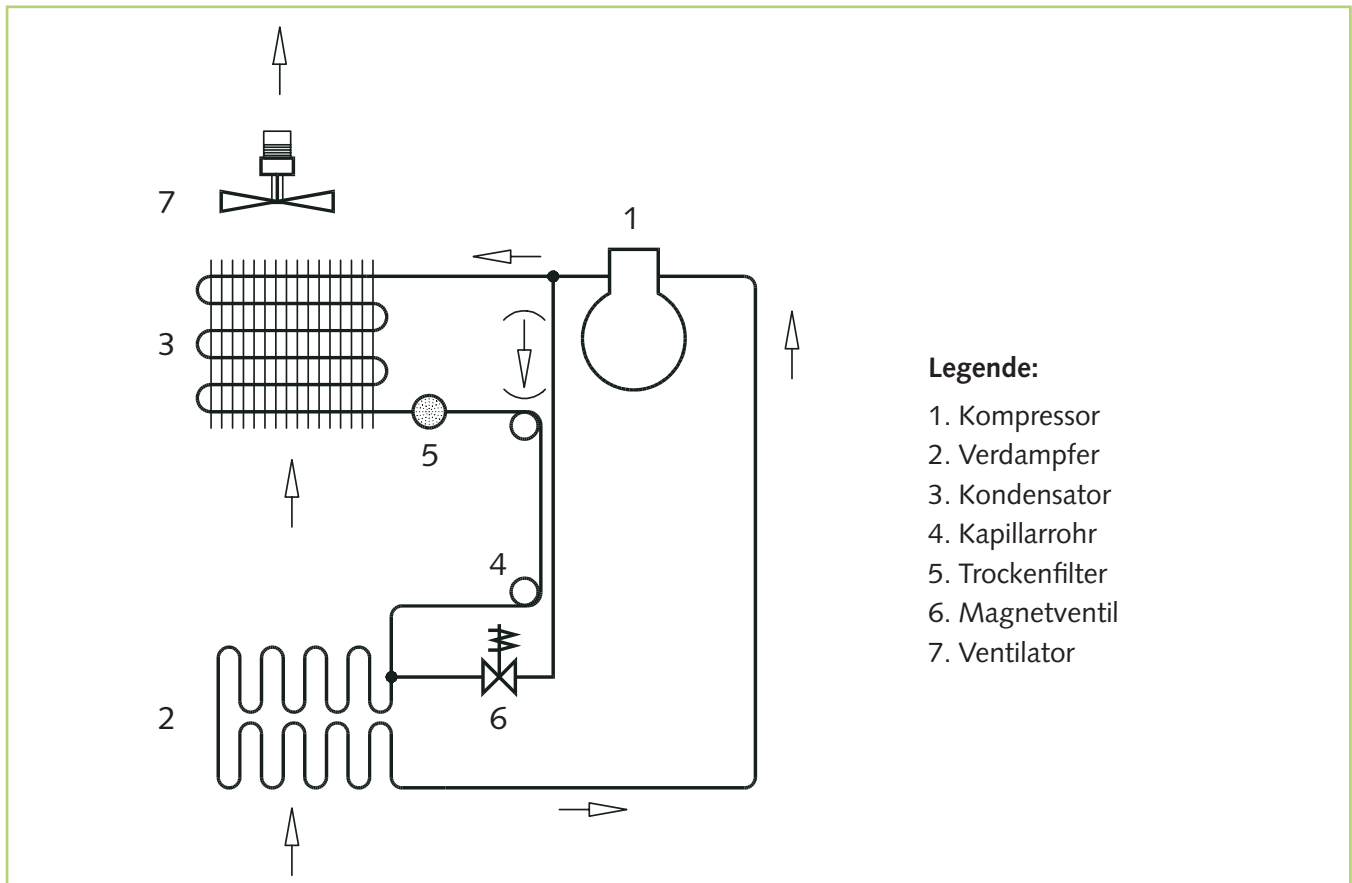 7
1
3
5
4
6
2
Legende:
1. Kompressor
2. Verdampfer
3. Kondensator
4. Kapillarrohr
5. Trockenfilter
6. Magnetventil
7. Ventilator